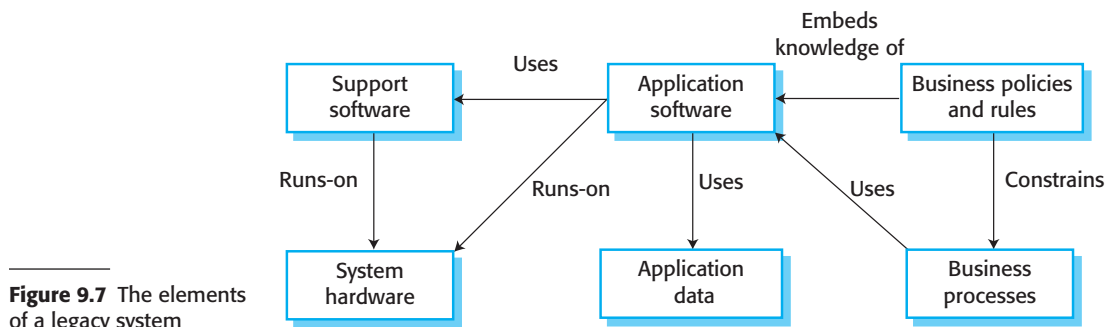 Embeds
knowledge of
Uses
Support
software
Application
software
Business policies
and rules
Runs-on
Runs-on
Uses
Uses
Constrains
System
hardware
Application
data
Business
processes
Figure 9.7 The elements
of a legacy system